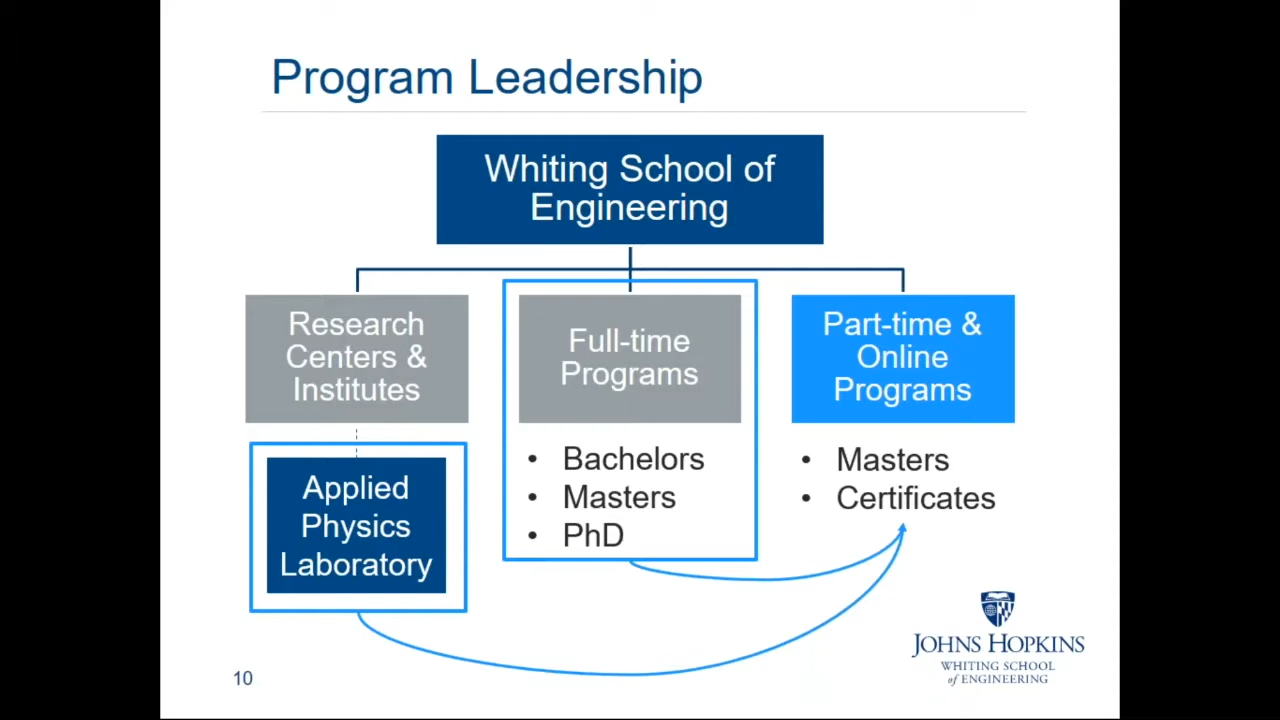 Program Leadership
Whiting School of
Engineering
Research
Centers &
Institutes
Applied
Physics
Laboratory
Full-time
Programs
• Bachelors
• Masters
• PhD
Part-time &
Online
Programs
• Masters
• Certificates
JOHNS HOPKINS
WHITING SCHOOL
of ENGINEERING
10